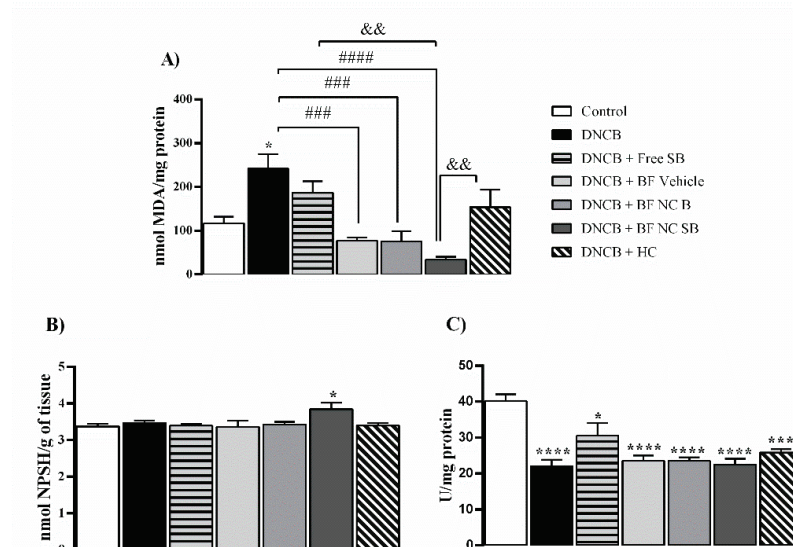 &&
A)
####
###
###
&&
*
nmol MDA/mg protein
400
300
200
100
0
Control
DNCB
DNCB + Free SB
DNCB + BF Vehicle
DNCB + BF NC B
DNCB + BF NC SB
DNCB + HC
B)
nmol NPSH/g of tissue
5
4
3
2
1
0
*
C)
U/mg protein
50
40
30
20
10
0
****
*
****
****
****
***